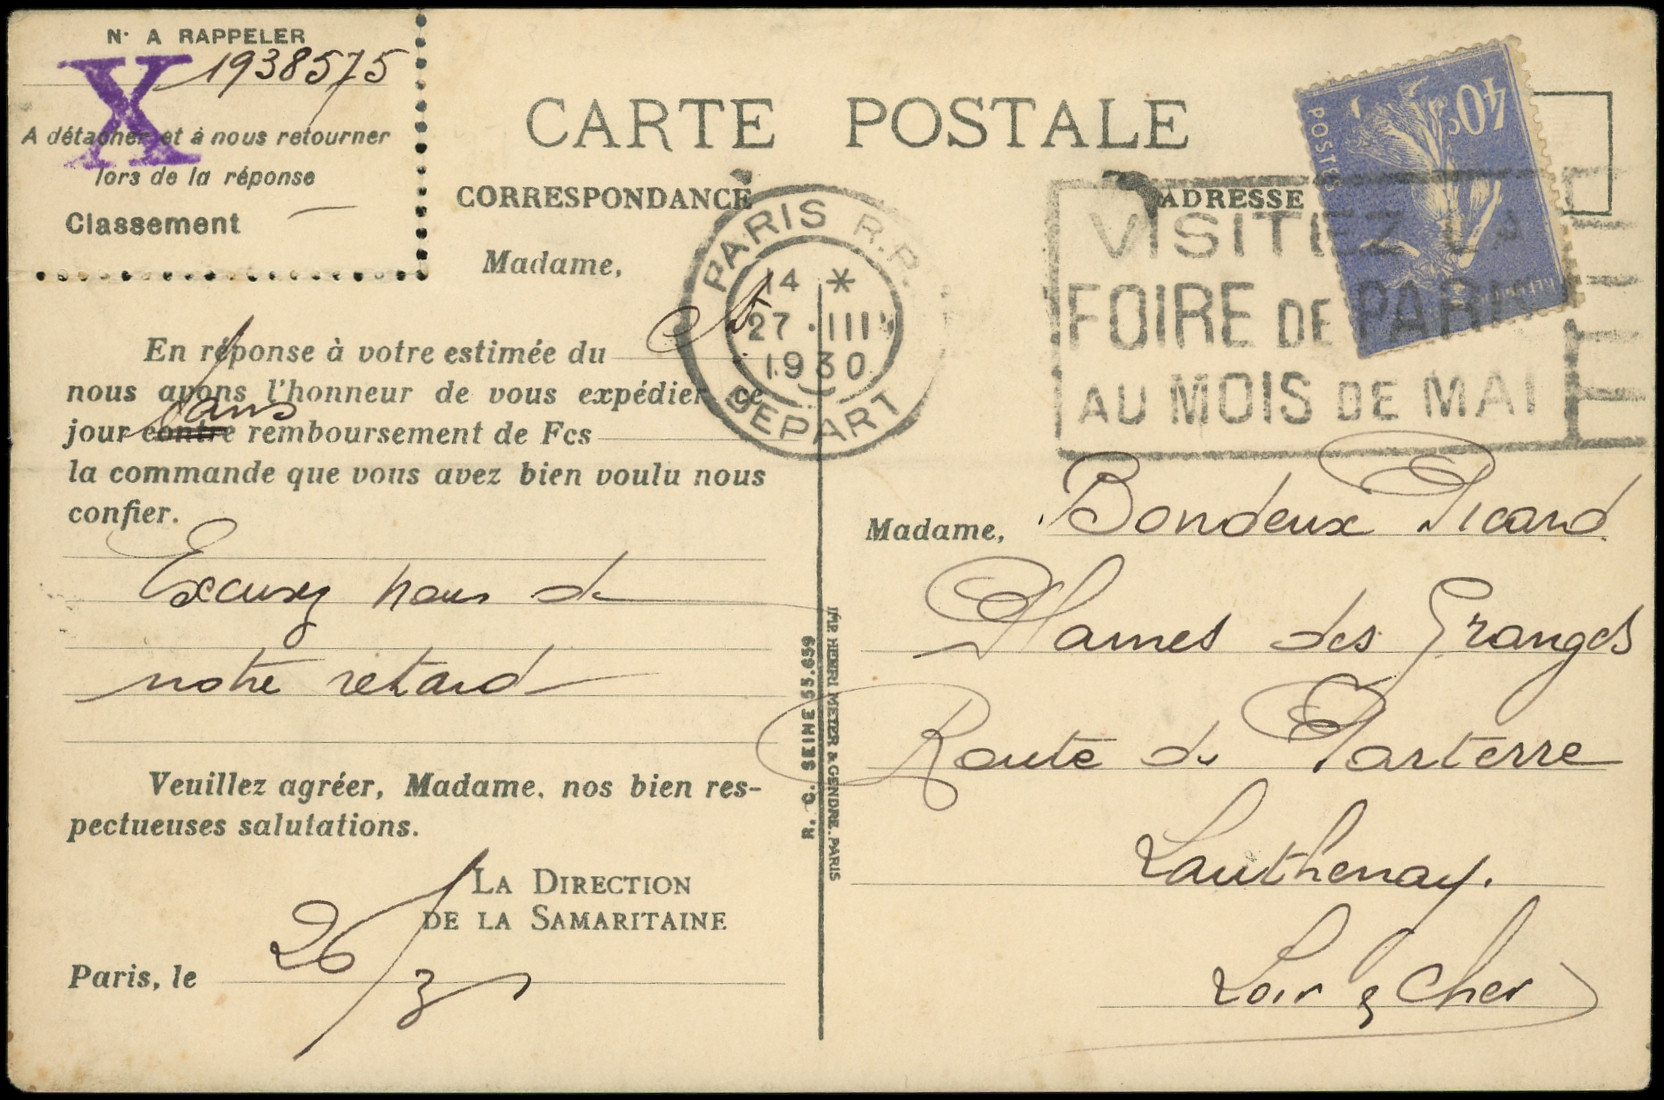 N° A RAPPELER
1938575
X
A détacher et à nous retourner
lors de la réponse
Classement
CARTE POSTALE
CORRESPONDANCE
ADRESSE
40c
POSTES
PARIS R.P.
14 *
27 · III
1930
DEPART
VISITEZ LA
FOIRE DE PARIS
AU MOIS DE MAI
Madame,
En réponse à votre estimée du
nous avons l'honneur de vous expédier ce
sans
jour contre remboursement de Fcs
la commande que vous avez bien voulu nous
confier.
Excusez nous de
notre retard
Veuillez agréer, Madame, nos bien res-
pectueuses salutations.
LA DIRECTION
DE LA SAMARITAINE
Paris, le 26/3
R. C. SEINE 55.659
IMP HENRI METER & GENDRE. PARIS
Madame, Bondeux Picard
des Granges
Route de
Lauthenay.
Loir & Cher